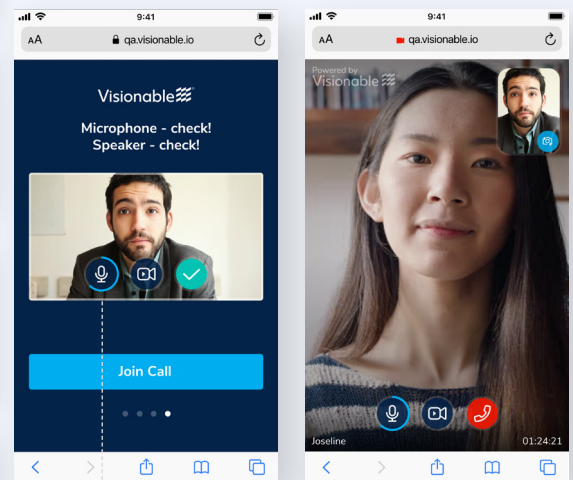 9:41
AA qa.visionable.io
Visionable
Microphone - check!
Speaker - check!
Join Call
9:41
AA qa.visionable.io
Powered by
Visionable
Joseline 01:24:21